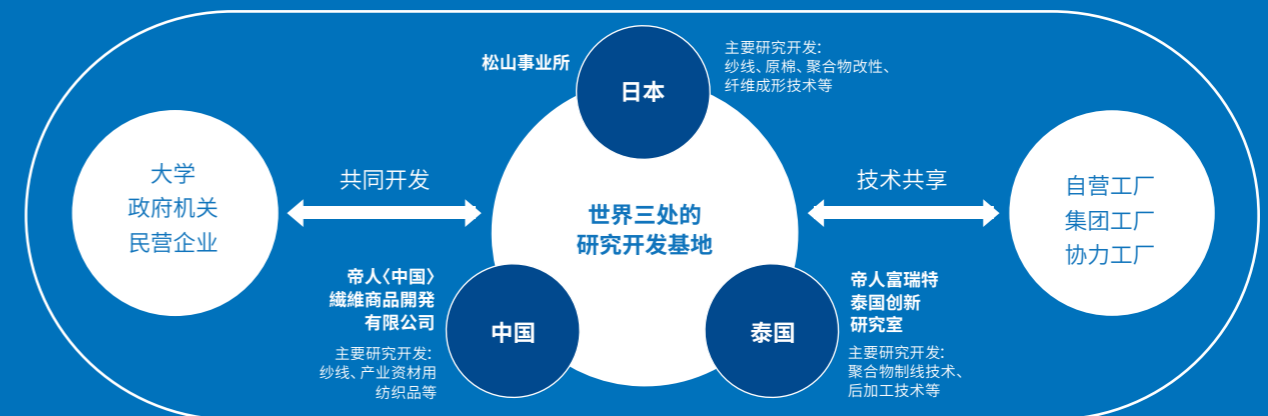 松山事业所
日本
主要研究开发：
纱线、原棉、聚合物改性、
纤维成形技术等
大学
政府机关
民营企业
共同开发
世界三处的
研究开发基地
技术共享
自营工厂
集团工厂
协力工厂
帝人〈中国〉
繊維商品開発
有限公司
主要研究开发：
纱线、产业资材用
纺织品等
中国
泰国
帝人富瑞特
泰国创新
研究室
主要研究开发：
聚合物制线技术、
后加工技术等